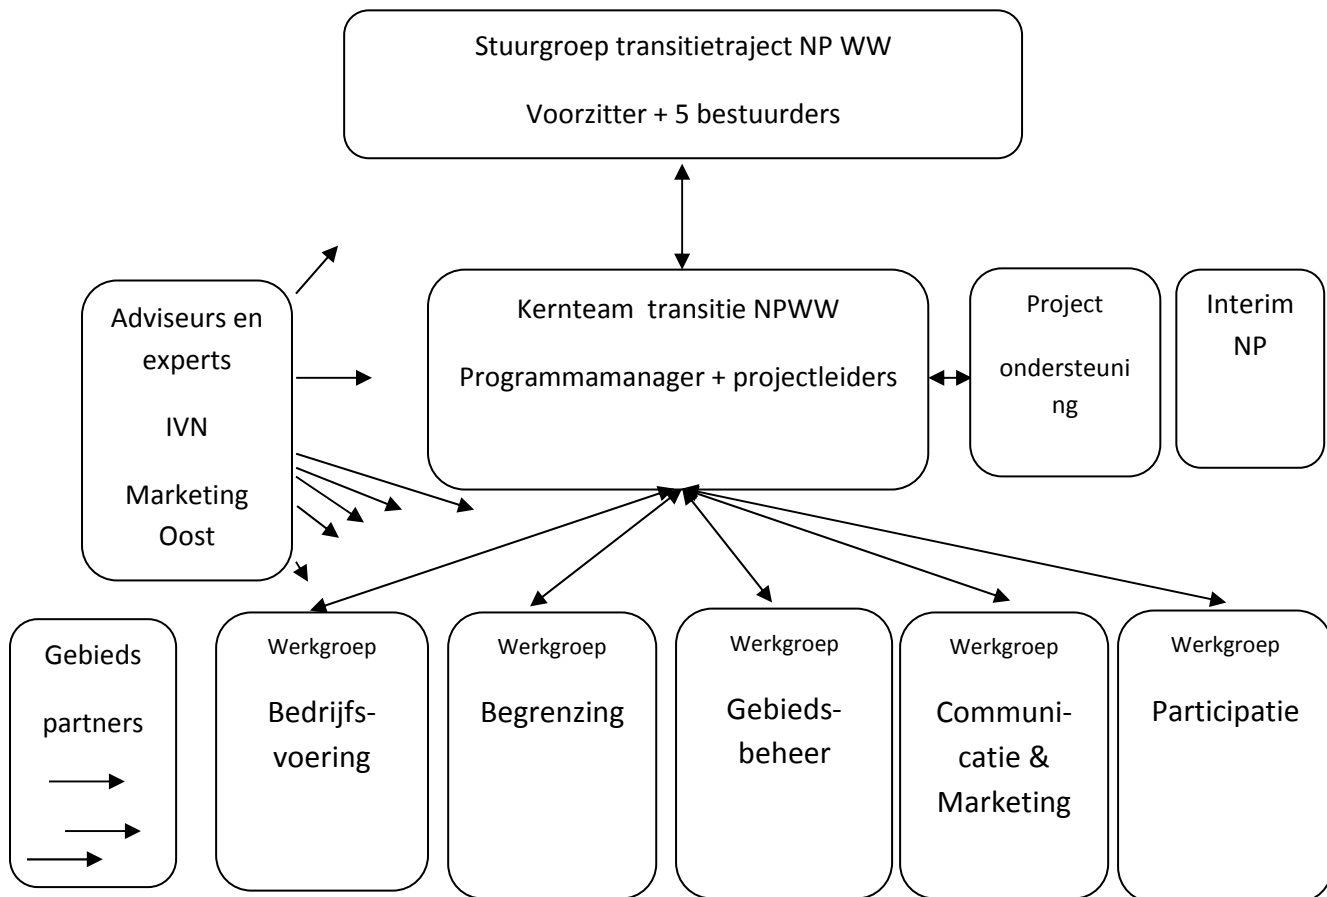 Stuurgroep transitietraject NP WW
Voorzitter + 5 bestuurders
Adviseurs en
experts
IVN
Marketing
Oost
Kernteam  transitie NPWW
Programmamanager + projectleiders
Project
ondersteuni
ng
Interim
NP
Gebieds
partners
Werkgroep
Bedrijfs-
voering
Werkgroep
Begrenzing
Werkgroep
Gebieds-
beheer
Werkgroep
Communi-
catie &
Marketing
Werkgroep
Participatie